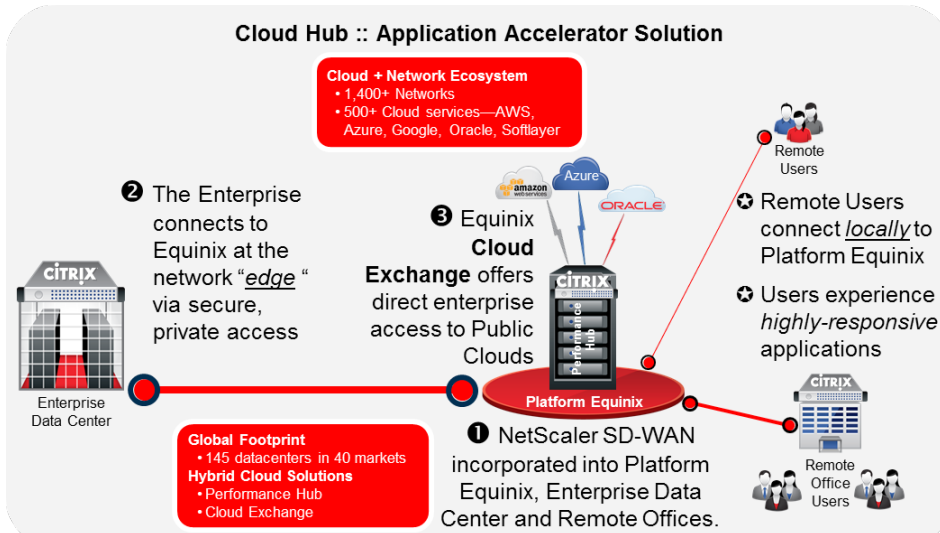 Cloud Hub :: Application Accelerator Solution
Cloud + Network Ecosystem
• 1,400+ Networks
• 500+ Cloud services—AWS,
Azure, Google, Oracle, Softlayer
Remote
Users
amazon
webservices
Azure
ORACLE
❷ The Enterprise
connects to
Equinix at the
network “edge “
via secure,
private access
❸ Equinix
Cloud
Exchange offers
direct enterprise
access to Public
Clouds
✪ Remote Users
connect locally to
Platform Equinix
✪ Users experience
highly-responsive
applications
CiTRIX
Enterprise
Data Center
CiTRIX
Performance
Hub
Platform Equinix
CiTRIX
Remote
Office
Users
Global Footprint
• 145 datacenters in 40 markets
Hybrid Cloud Solutions
• Performance Hub
• Cloud Exchange
❶ NetScaler SD-WAN
incorporated into Platform
Equinix, Enterprise Data
Center and Remote Offices.